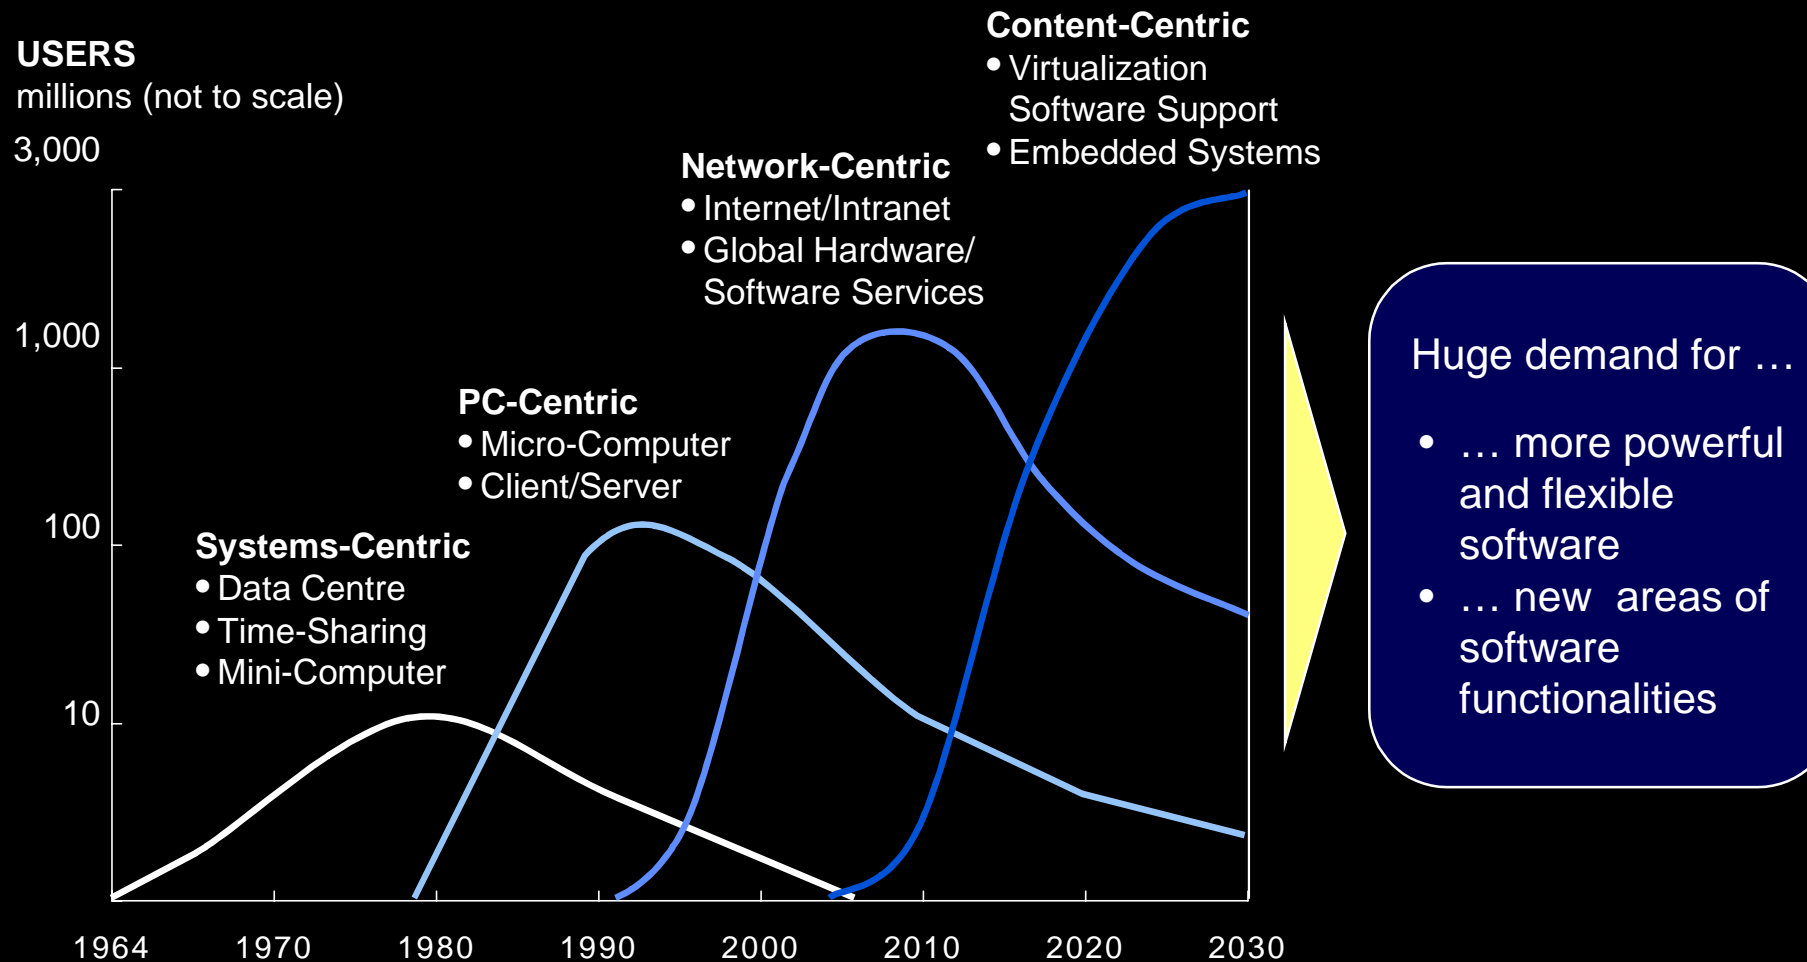 USERS
millions (not to scale)
3,000
1,000
100
10
Systems-Centric
• Data Centre
• Time-Sharing
• Mini-Computer
PC-Centric
• Micro-Computer
• Client/Server
Network-Centric
• Internet/Intranet
• Global Hardware/
Software Services
Content-Centric
• Virtualization
Software Support
• Embedded Systems
1964 1970 1980 1990 2000 2010 2020 2030
Huge demand for …
• … more powerful
and flexible
software
• … new areas of
software
functionalities